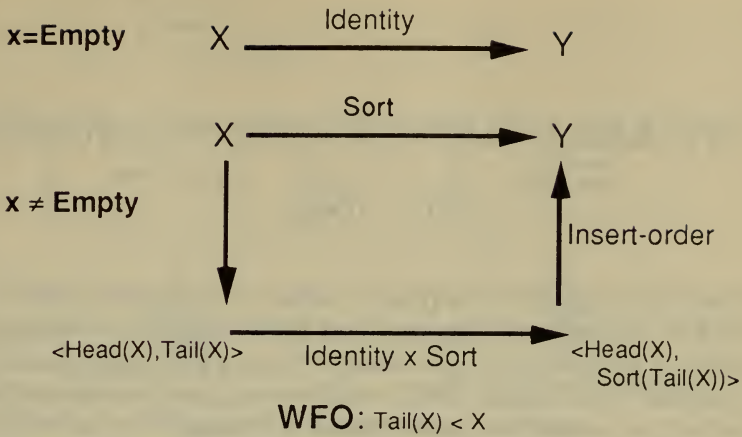 x=Empty X Identity Y
X Sort Y
x ≠ Empty
Insert-order
<Head(X),Tail(X)> Identity x Sort <Head(X),
Sort(Tail(X))>
WFO: Tail(X) < X